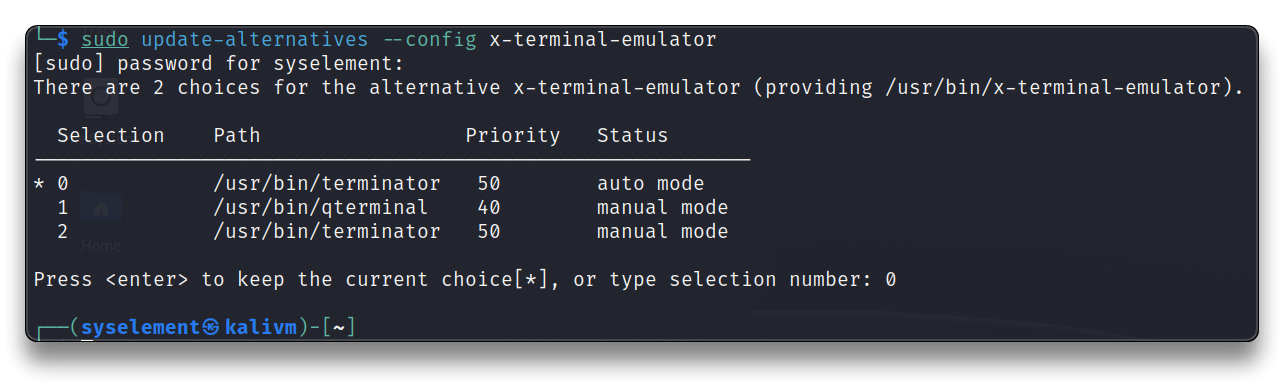 └─$ sudo update-alternatives --config x-terminal-emulator
[sudo] password for syselement:
There are 2 choices for the alternative x-terminal-emulator (providing /usr/bin/x-terminal-emulator).
  Selection    Path                 Priority   Status
------------------------------------------------------------
* 0            /usr/bin/terminator   50        auto mode
  1            /usr/bin/qterminal    40        manual mode
  2            /usr/bin/terminator   50        manual mode
Home
Press <enter> to keep the current choice[*], or type selection number: 0
┌──(syselement㉿kalivm)-[~]